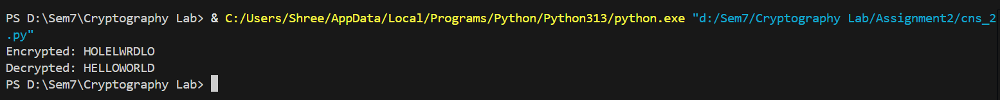 PS D:\Sem7\Cryptography Lab> & C:/Users/Shree/AppData/Local/Programs/Python/Python313/python.exe "d:/Sem7/Cryptography Lab/Assignment2/cns_2
.py"
Encrypted: HOLELWRDLO
Decrypted: HELLOWORLD
PS D:\Sem7\Cryptography Lab>